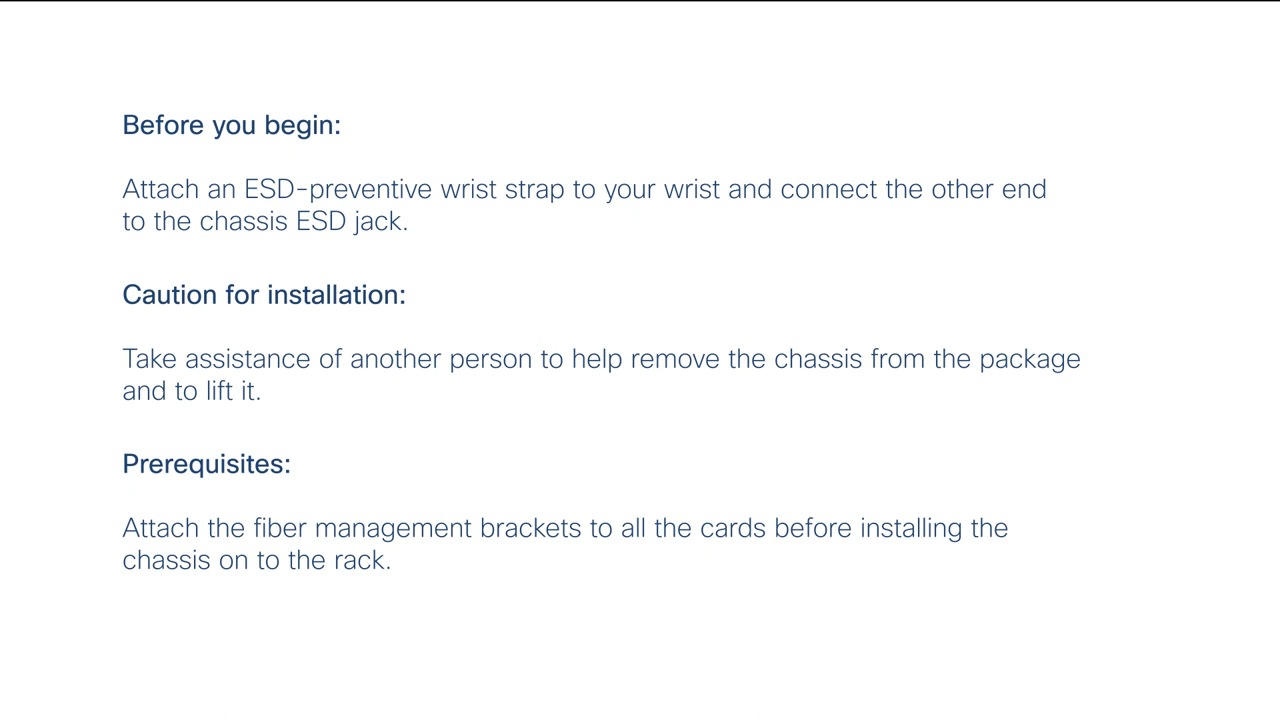 Before you begin:
Attach an ESD-preventive wrist strap to your wrist and connect the other end
to the chassis ESD jack.
Caution for installation:
Take assistance of another person to help remove the chassis from the package
and to lift it.
Prerequisites:
Attach the fiber management brackets to all the cards before installing the
chassis on to the rack.